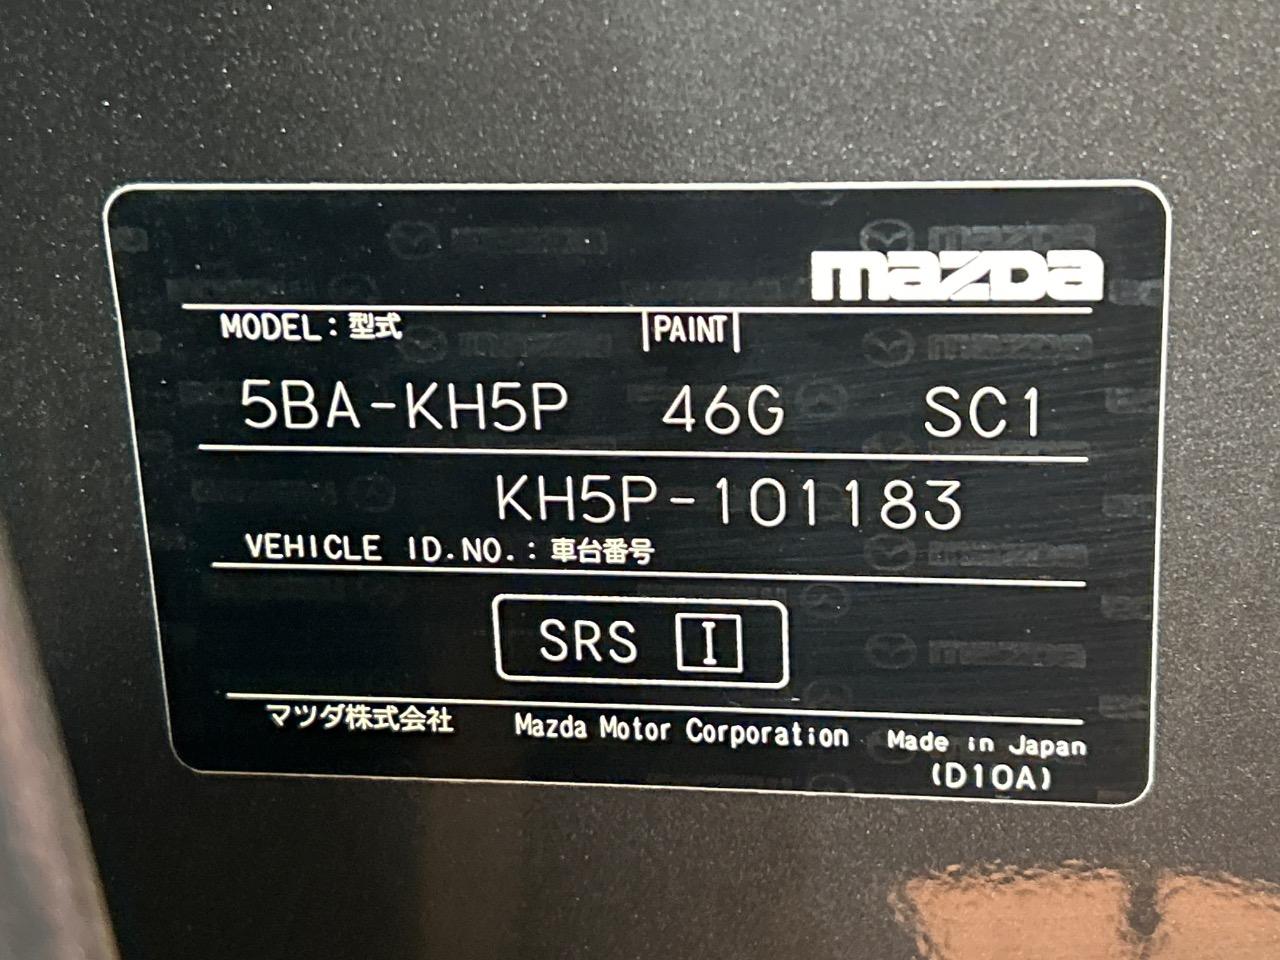 mazda
MODEL：型式 |PAINT|
5BA-KH5P 46G SC1
KH5P-101183
VEHICLE ID.NO.：車台番号
SRS I
マツダ株式会社 Mazda Motor Corporation Made in Japan
(D10A)